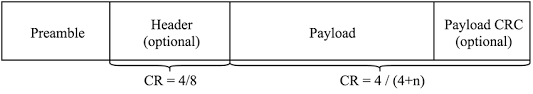 Preamble
Header
(optional)
Payload
Payload CRC
(optional)
CR = 4/8
CR = 4 / (4+n)